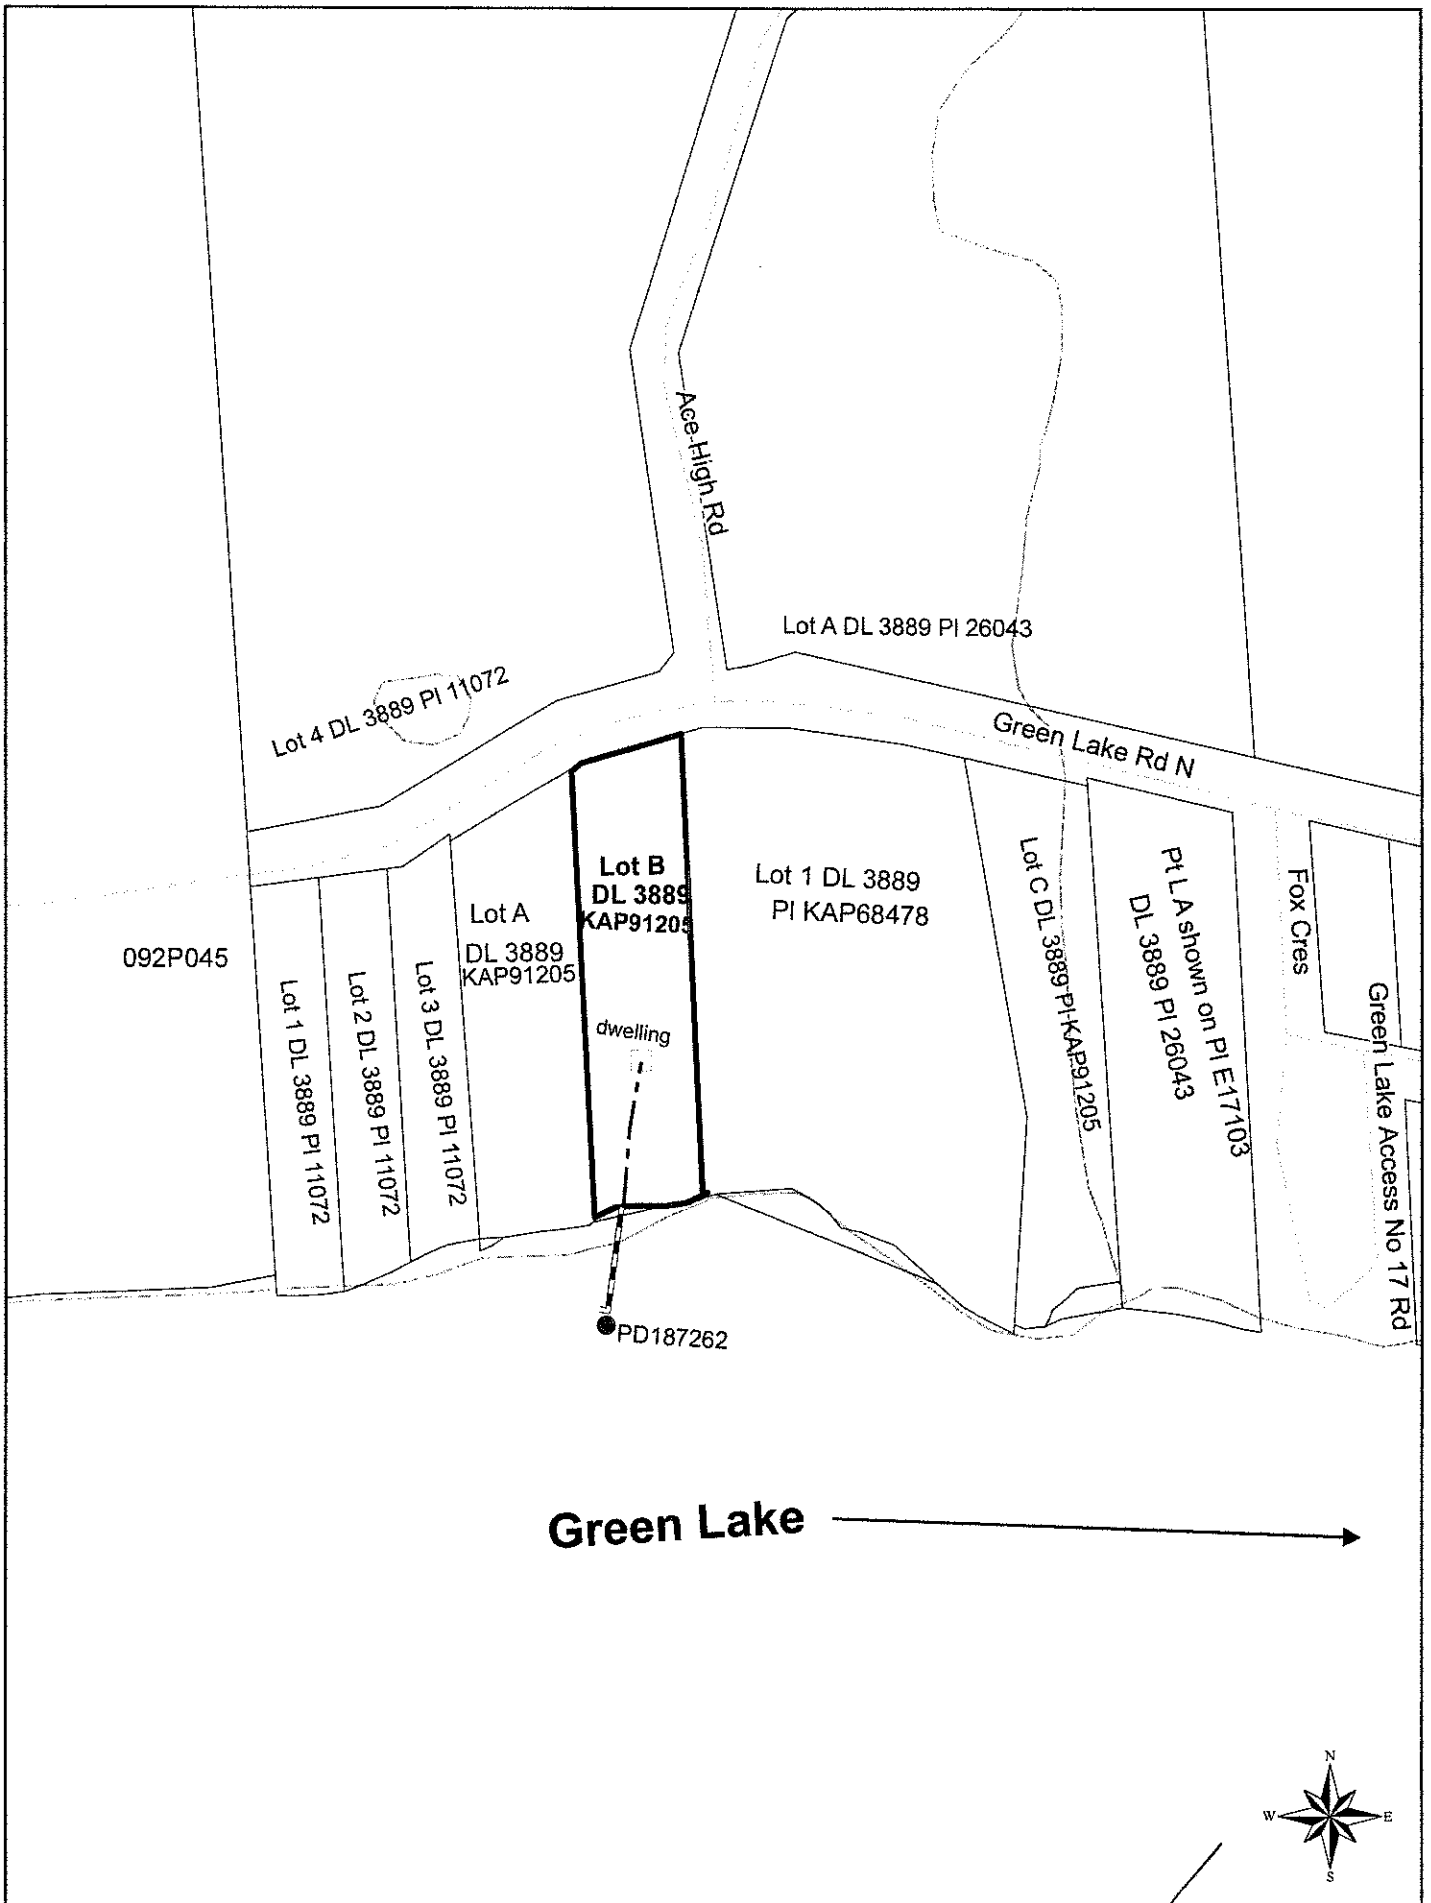 Ace-High Rd
Lot A DL 3889 Pl 26043
Lot 4 DL 3889 Pl 11072
Green Lake Rd N
Lot B
DL 3889
KAP91205
Lot 1 DL 3889
Pl KAP68478
Lot A
DL 3889
KAP91205
092P045
Lot 1 DL 3889 Pl 11072
Lot 2 DL 3889 Pl 11072
Lot 3 DL 3889 Pl 11072
dwelling
Lot C DL 3889 Pl KAP91205
Pt L A shown on Pl E17103
DL 3889 Pl 26043
Fox Cres
Green Lake Access No 17 Rd
PD187262
Green Lake
N
W
E
S